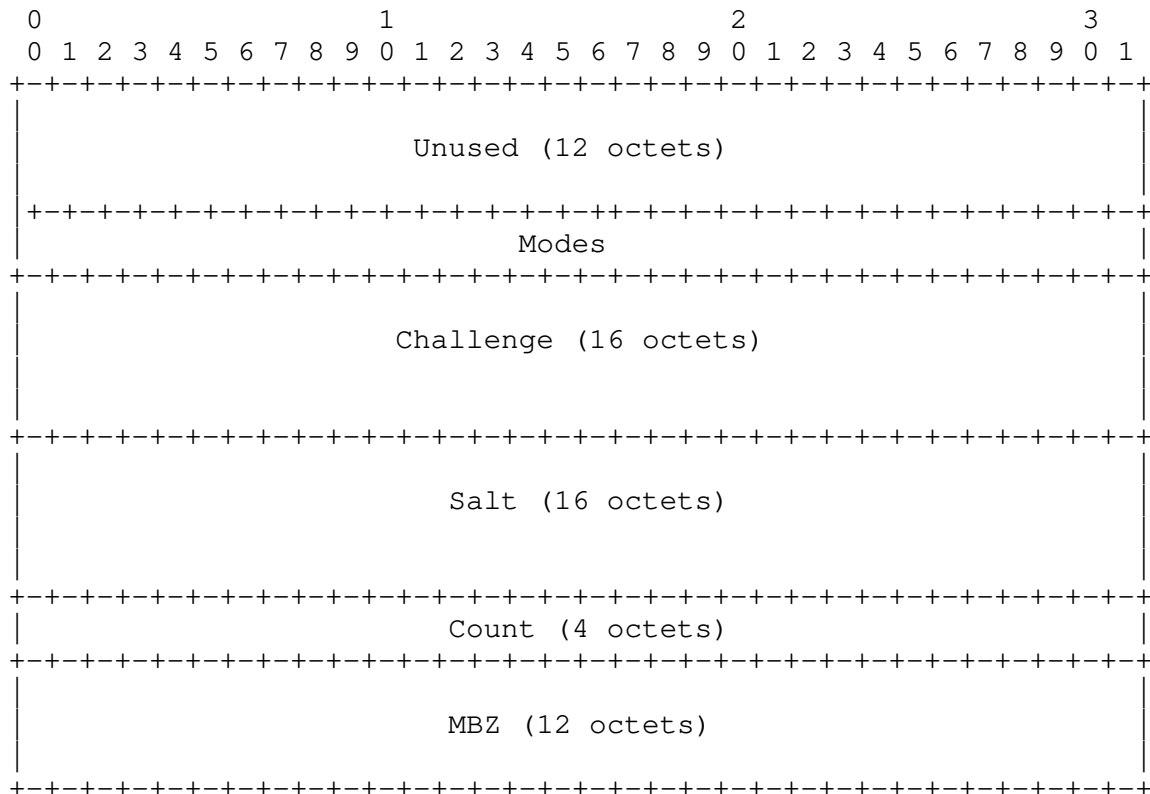 0                   1                   2                   3
0 1 2 3 4 5 6 7 8 9 0 1 2 3 4 5 6 7 8 9 0 1 2 3 4 5 6 7 8 9 0 1
Unused (12 octets)
Modes
Challenge (16 octets)
Salt (16 octets)
Count (4 octets)
MBZ (12 octets)